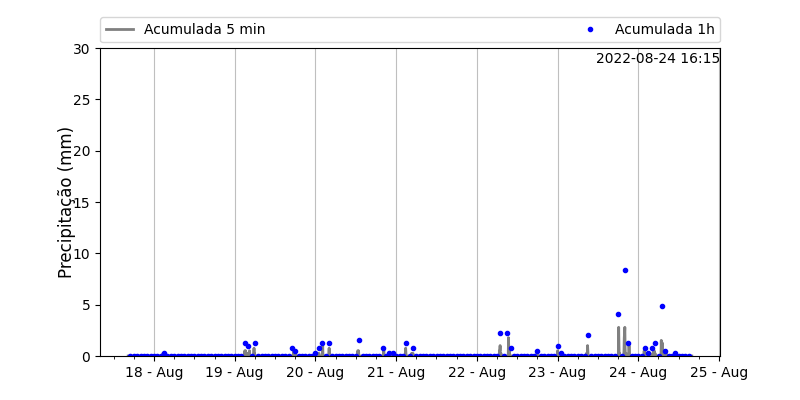 Acumulada 5 min
Acumulada 1h
2022-08-24 16:15
Precipitação (mm)
30
25
20
15
10
5
0
18 - Aug
19 - Aug
20 - Aug
21 - Aug
22 - Aug
23 - Aug
24 - Aug
25 - Aug